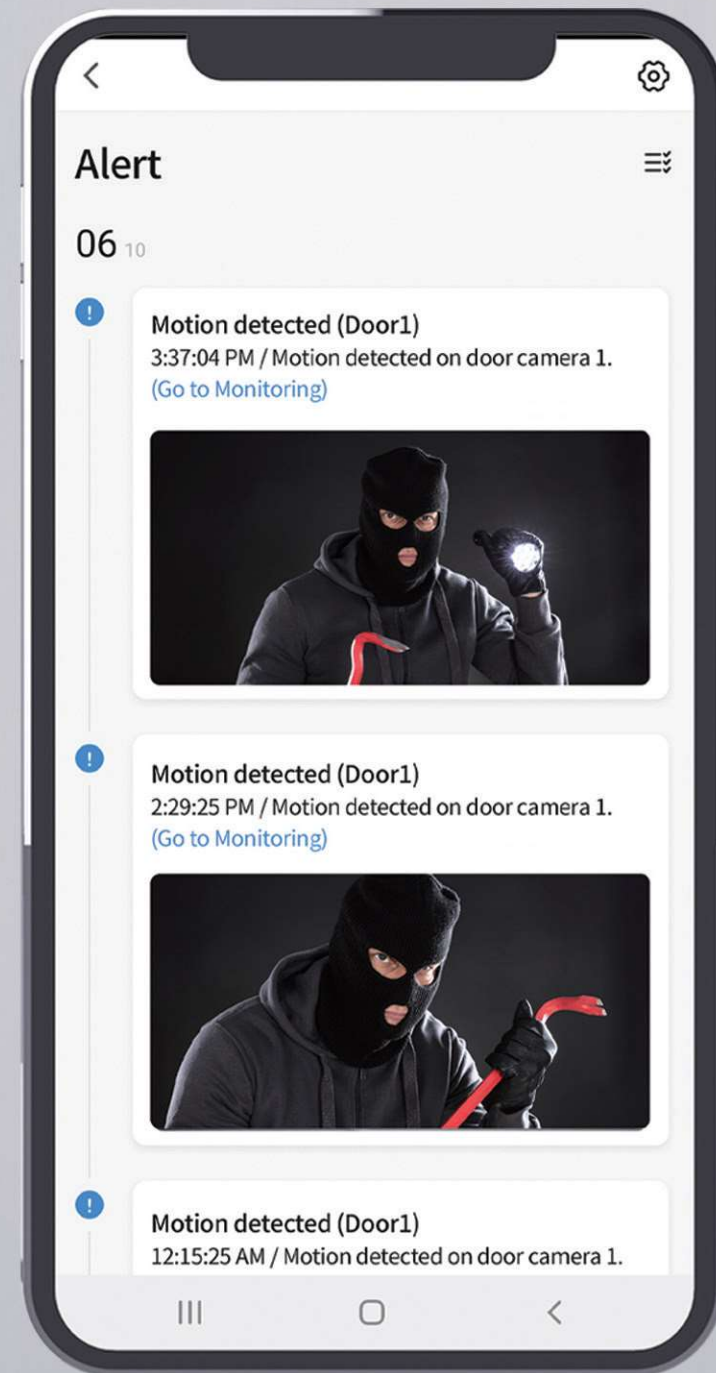 Alert
06 10
Motion detected (Door1)
3:37:04 PM / Motion detected on door camera 1.
(Go to Monitoring)
Motion detected (Door1)
2:29:25 PM / Motion detected on door camera 1.
(Go to Monitoring)
Motion detected (Door1)
12:15:25 AM / Motion detected on door camera 1.